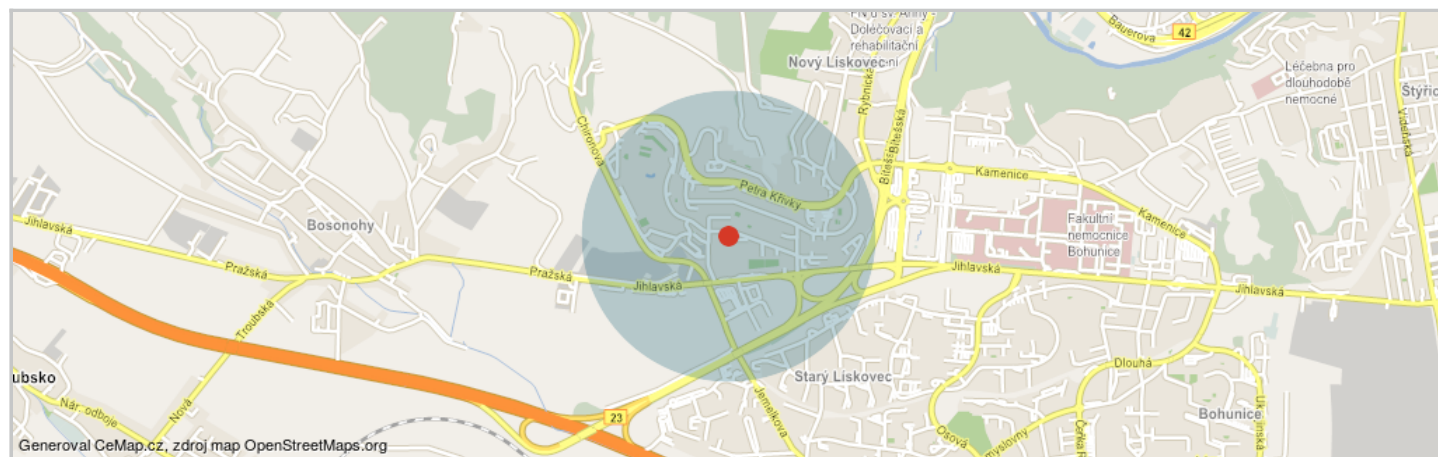 FN u sv. Anny -
Doléčovací a
rehabilitační
Nový Lískovec
Bauerova
42
Léčebna pro
dlouhodobě
nemocné
Štýřic
Vídeňská
Rybnická
Bítešská
Bítešská
Chironova
Petra Křivky
Kamenice
Kamenice
Fakultní
nemocnice
Bohunice
Bosonohy
Jihlavská
Pražská
Pražská
Jihlavská
Jihlavská
Jihlavská
Troubská
ubsko
Nár. odboje
Nová
23
Jemelkova
Starý Lískovec
Dlouhá
Bohunice
Ukrajinská
Osová
myslovny
Generoval CeMap.cz, zdroj map OpenStreetMaps.org